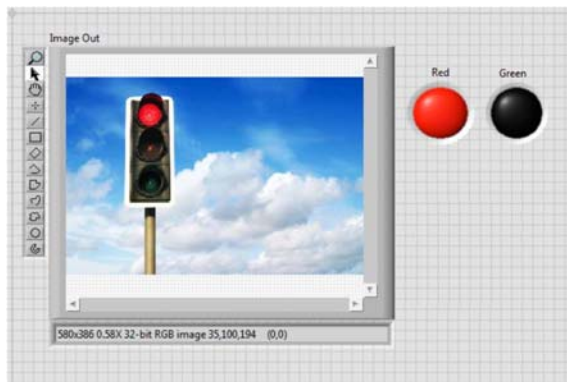 Image Out
Red
Green
580x386 0.58X 32-bit RGB image 35,100,194 (0,0)